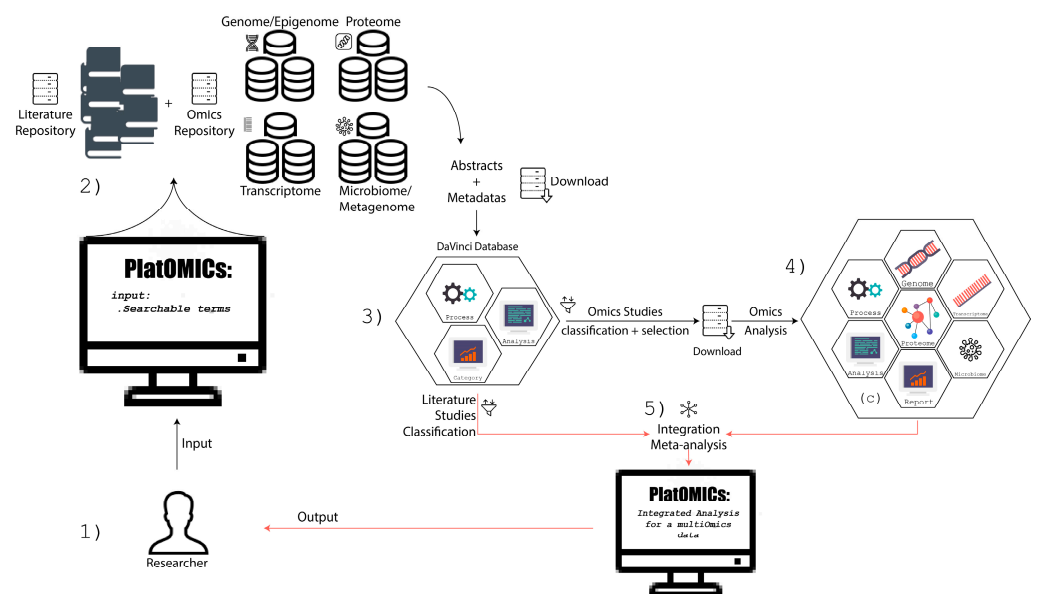 Genome/Epigenome
Proteome
2)
Literature
Repository
+
Omics
Repository
Transcriptome
Microbiome/
Metagenome
Abstracts
+
Metadatas
Download
DaVinci Database
PlatOMICs:
input:
.Searchable terms
3)
Process
Analysis
Category
Omics Studies
classification + selection
Download
Omics
Analysis
4)
Genome
Process
Transcriptome
Proteome
Analysis
Microbiome
(c)
Report
Literature
Studies
Classification
5)
Integration
Meta-analysis
Input
PlatOMICs:
Integrated Analysis
for a multiOmics
data
1)
Output
Researcher